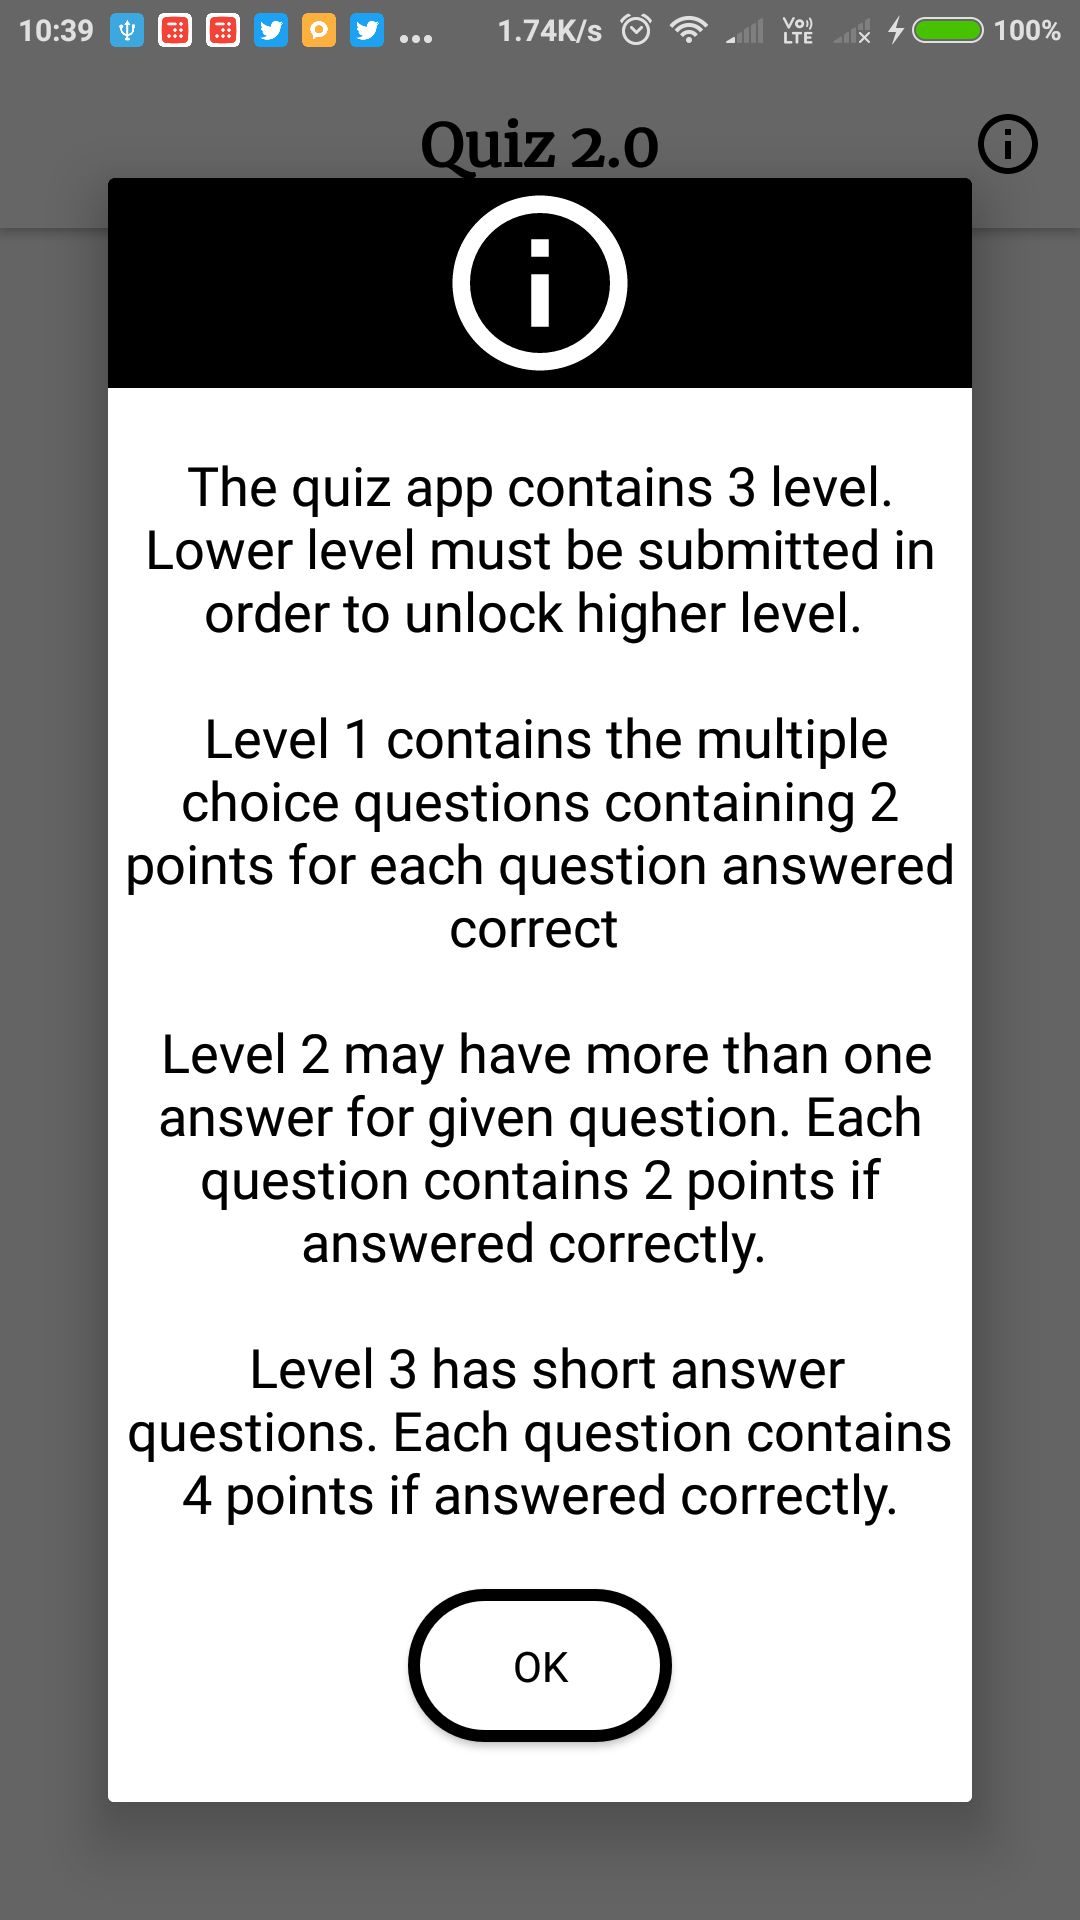 10:39 ... 1.74K/s VO)) LTE 100%
Quiz 2.0
The quiz app contains 3 level.
Lower level must be submitted in
order to unlock higher level.
Level 1 contains the multiple
choice questions containing 2
points for each question answered
correct
Level 2 may have more than one
answer for given question. Each
question contains 2 points if
answered correctly.
Level 3 has short answer
questions. Each question contains
4 points if answered correctly.
OK